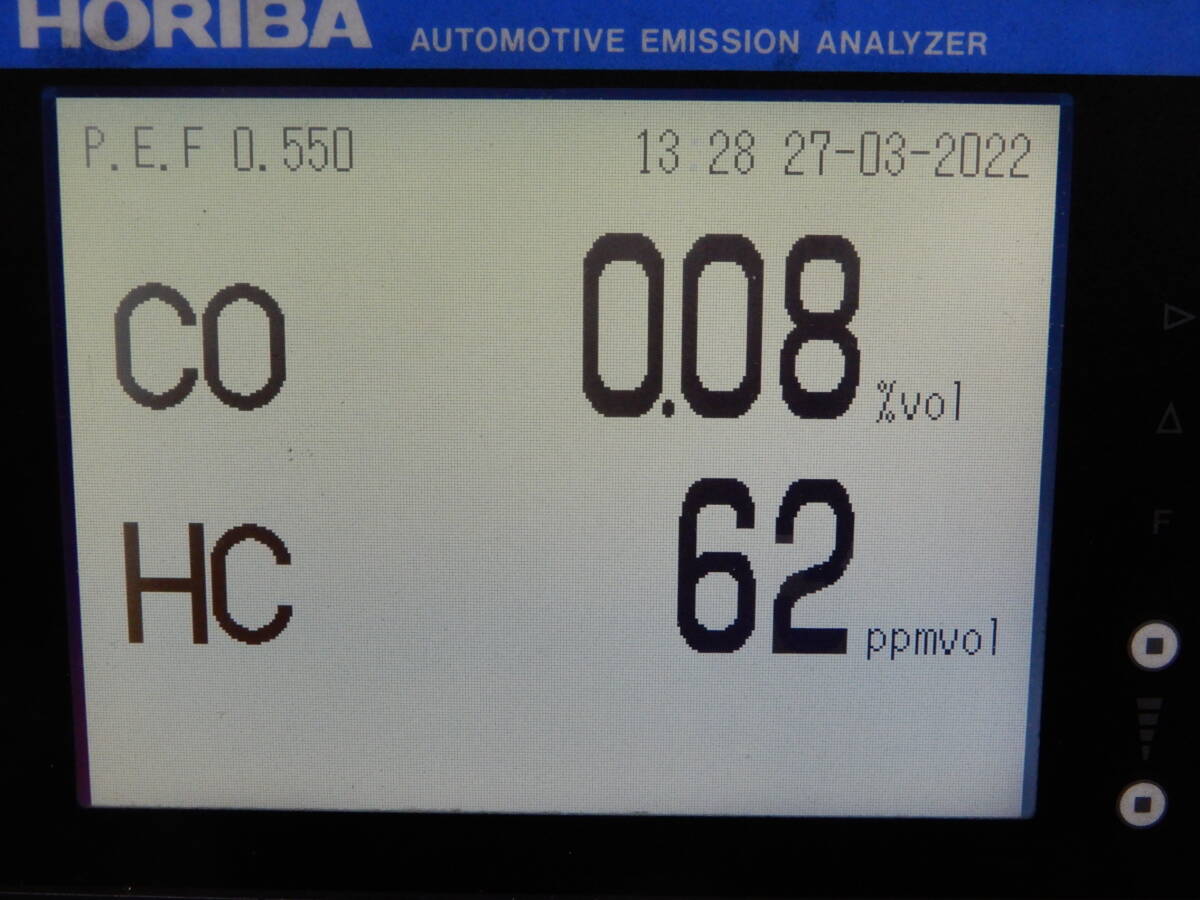 HORIBA AUTOMOTIVE EMISSION ANALYZER
P.E.F 0.550 13:28 27-03-2022
CO 0.08 %vol
HC 62 ppmvol
F